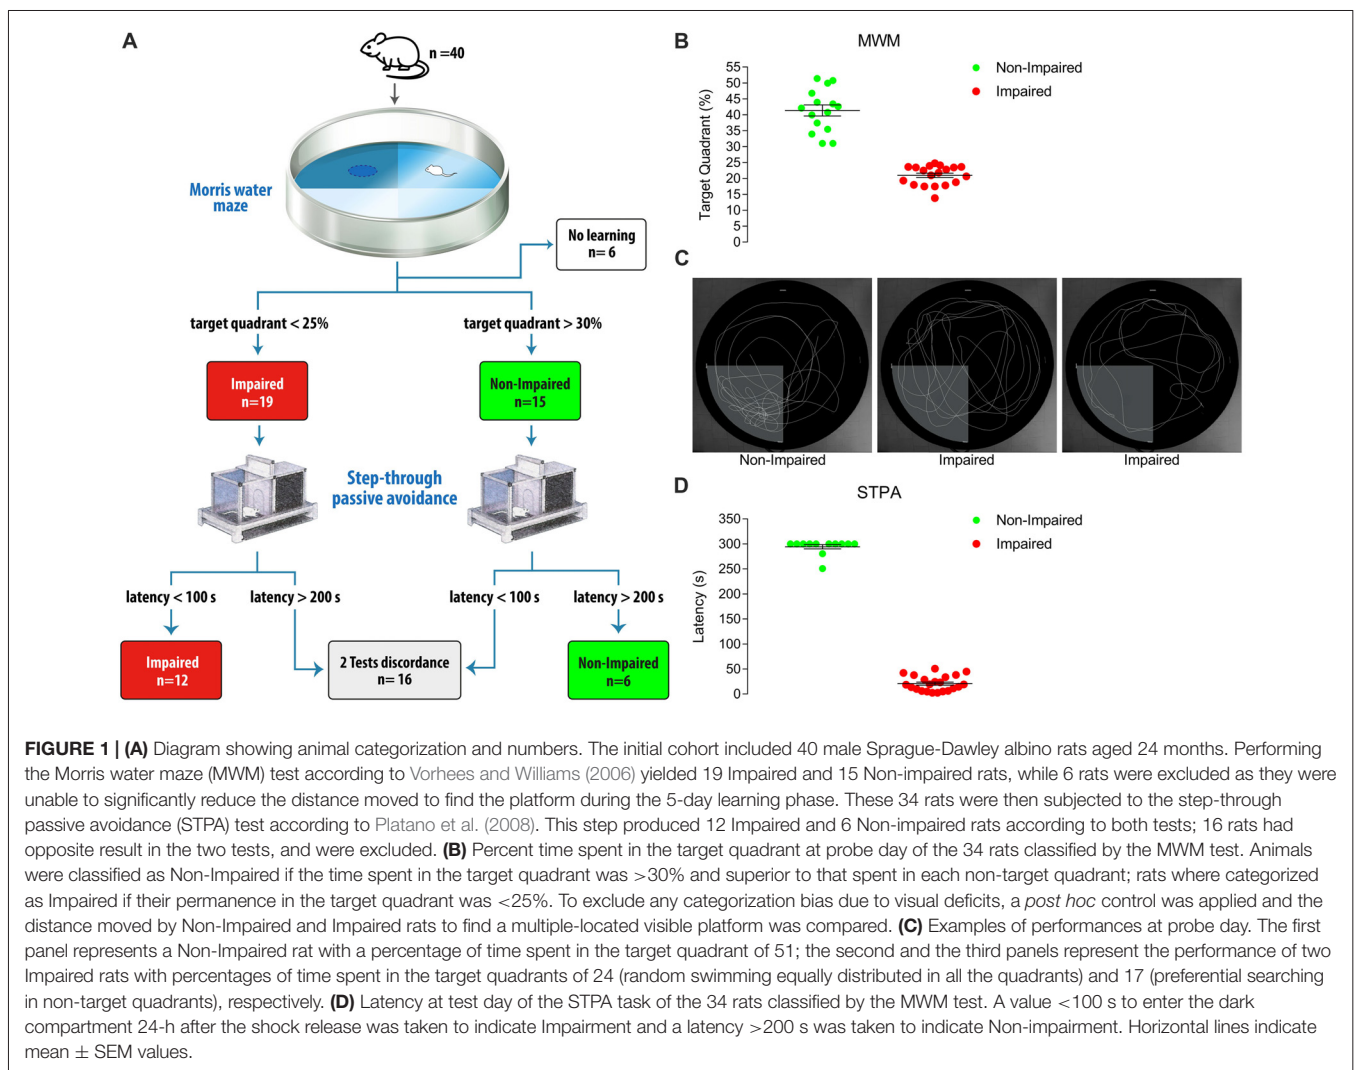 A
n =40
Morris water
maze
No learning
n= 6
target quadrant < 25%
target quadrant > 30%
Impaired
n=19
Non-Impaired
n=15
Step-through
passive avoidance
latency < 100 s
latency > 200 s
latency < 100 s
latency > 200 s
Impaired
n=12
2 Tests discordance
n= 16
Non-Impaired
n=6
B
MWM
Target Quadrant (%)
55
50
45
40
35
30
25
20
15
10
5
0
Non-Impaired
Impaired
C
Non-Impaired
Impaired
Impaired
D
STPA
Latency (s)
350
300
250
200
150
100
50
0
Non-Impaired
Impaired
FIGURE 1 | (A) Diagram showing animal categorization and numbers. The initial cohort included 40 male Sprague-Dawley albino rats aged 24 months. Performing
the Morris water maze (MWM) test according to Vorhees and Williams (2006) yielded 19 Impaired and 15 Non-impaired rats, while 6 rats were excluded as they were
unable to significantly reduce the distance moved to find the platform during the 5-day learning phase. These 34 rats were then subjected to the step-through
passive avoidance (STPA) test according to Platano et al. (2008). This step produced 12 Impaired and 6 Non-impaired rats according to both tests; 16 rats had
opposite result in the two tests, and were excluded. (B) Percent time spent in the target quadrant at probe day of the 34 rats classified by the MWM test. Animals
were classified as Non-Impaired if the time spent in the target quadrant was >30% and superior to that spent in each non-target quadrant; rats where categorized
as Impaired if their permanence in the target quadrant was <25%. To exclude any categorization bias due to visual deficits, a post hoc control was applied and the
distance moved by Non-Impaired and Impaired rats to find a multiple-located visible platform was compared. (C) Examples of performances at probe day. The first
panel represents a Non-Impaired rat with a percentage of time spent in the target quadrant of 51; the second and the third panels represent the performance of two
Impaired rats with percentages of time spent in the target quadrants of 24 (random swimming equally distributed in all the quadrants) and 17 (preferential searching
in non-target quadrants), respectively. (D) Latency at test day of the STPA task of the 34 rats classified by the MWM test. A value <100 s to enter the dark
compartment 24-h after the shock release was taken to indicate Impairment and a latency >200 s was taken to indicate Non-impairment. Horizontal lines indicate
mean ± SEM values.